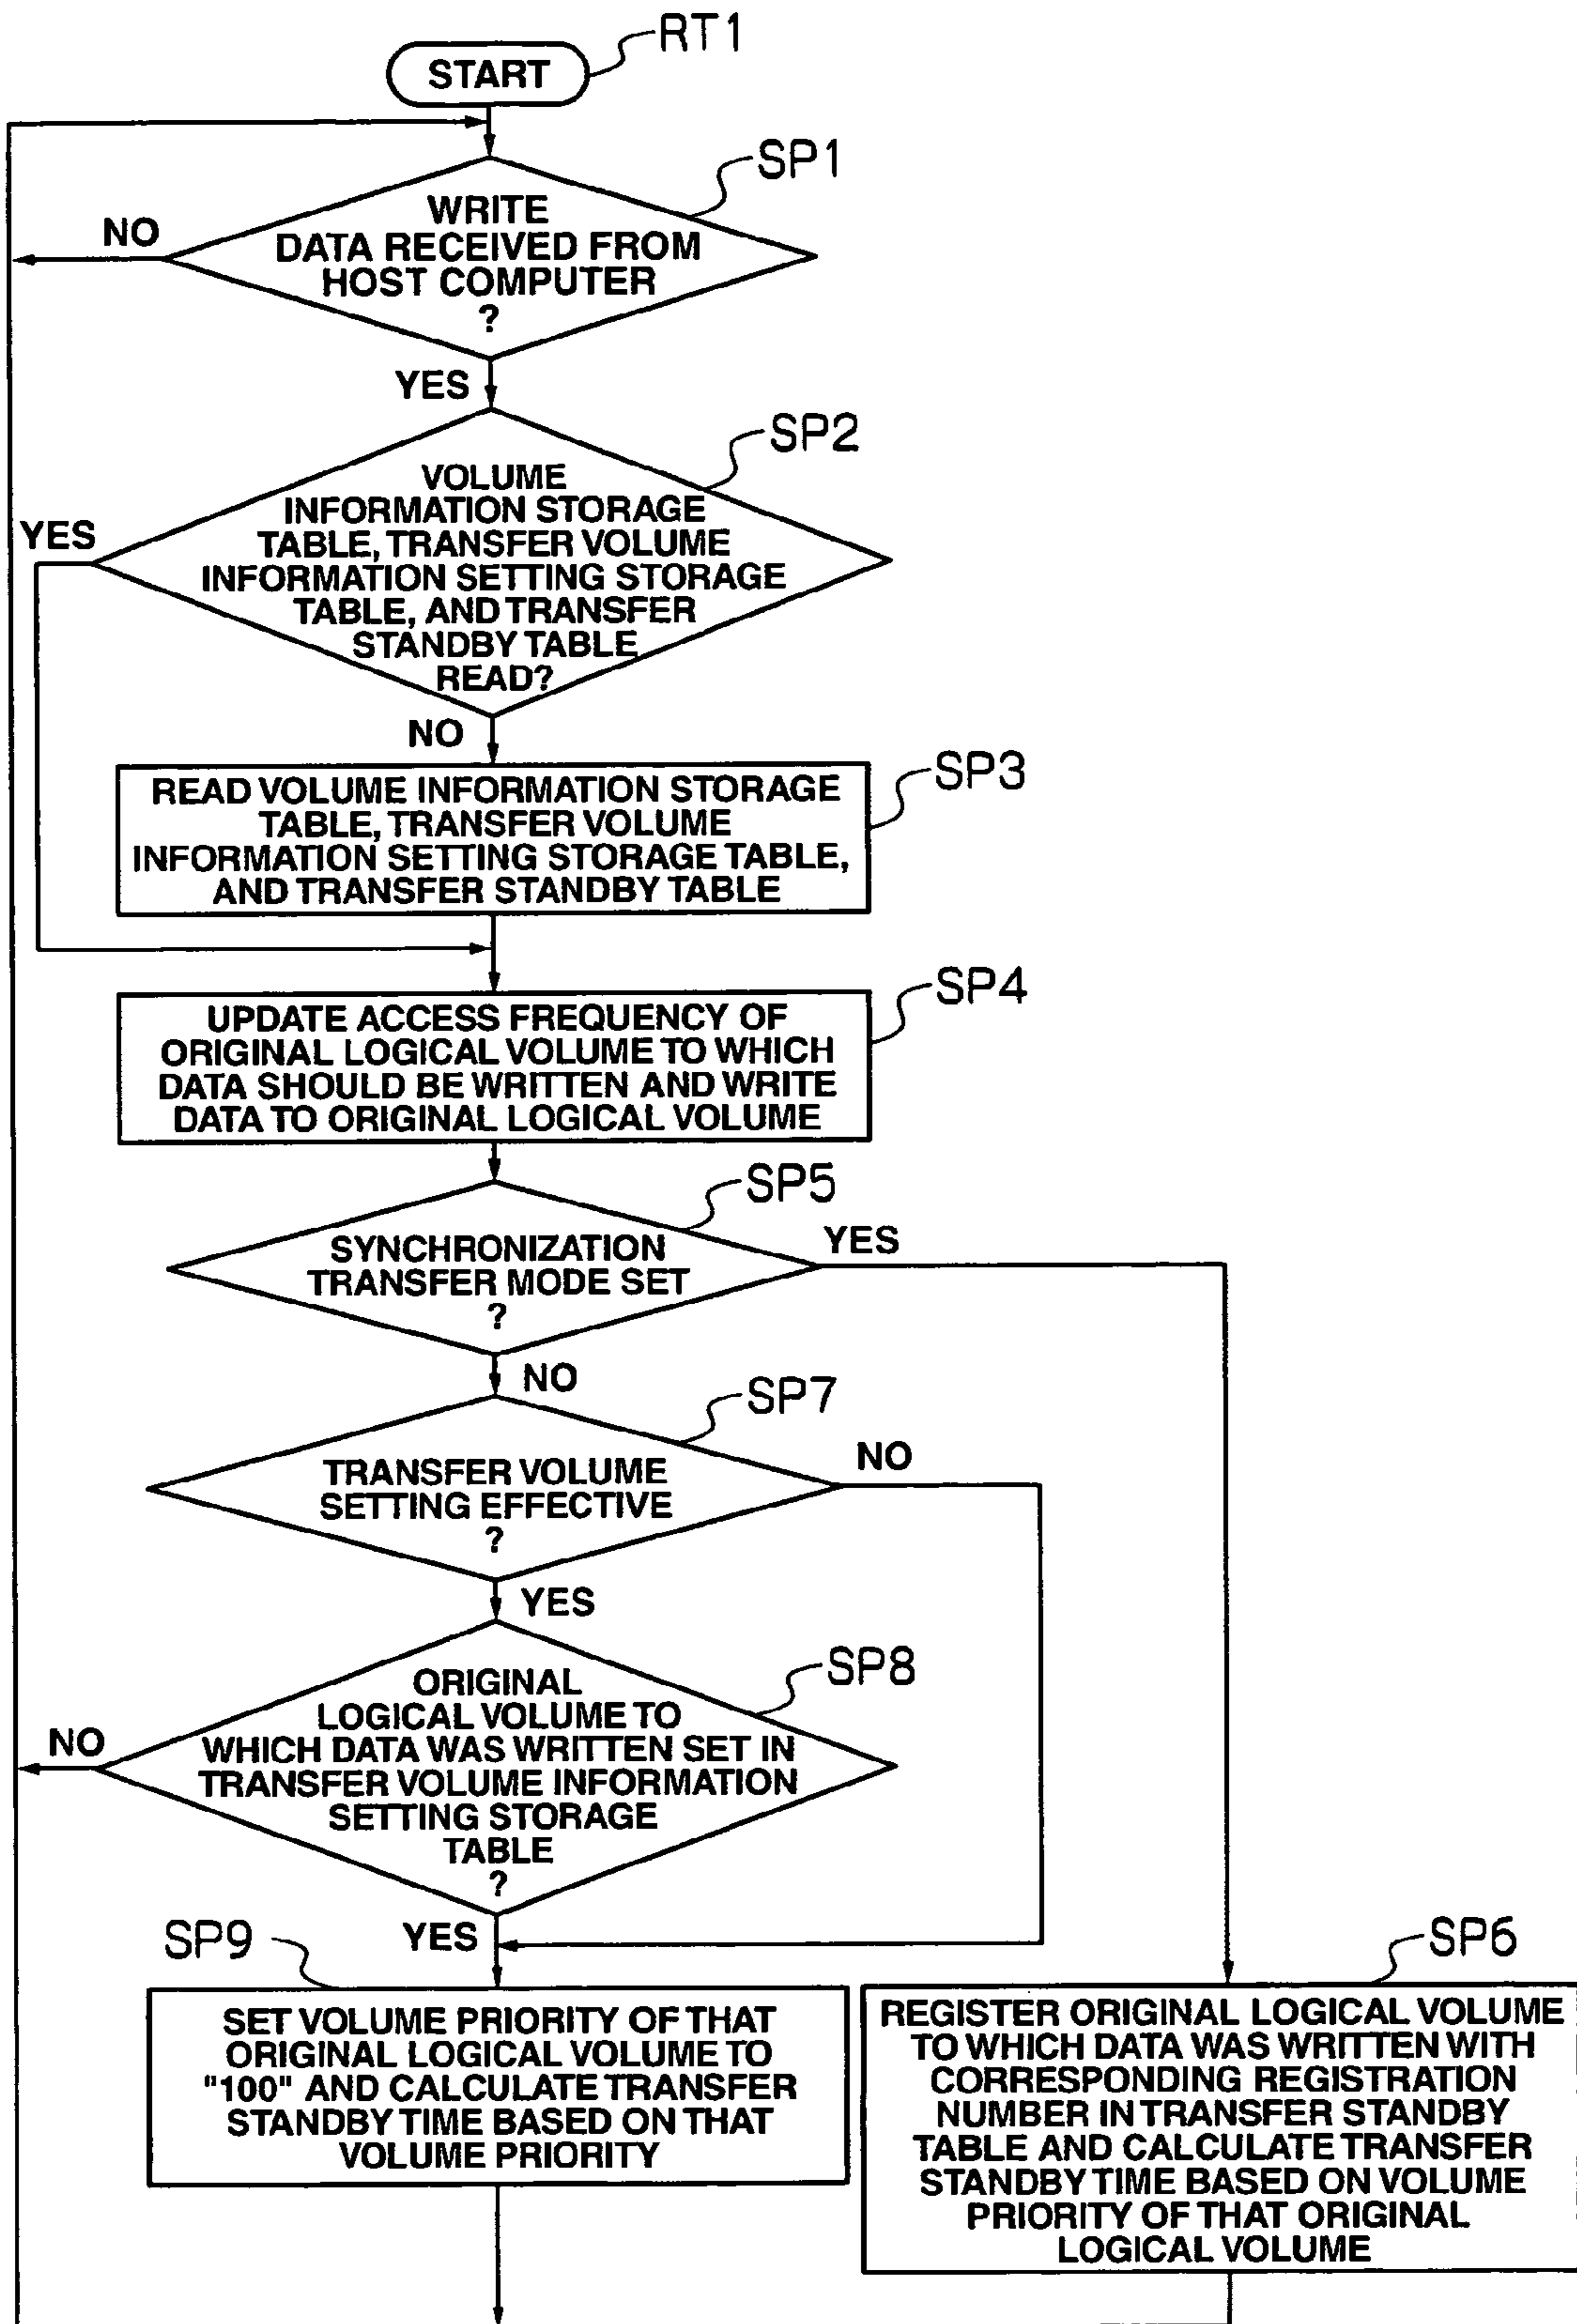 RT1
START
SP1
WRITE
DATA RECEIVED FROM
HOST COMPUTER
?
NO
YES
SP2
VOLUME
INFORMATION STORAGE
TABLE, TRANSFER VOLUME
INFORMATION SETTING STORAGE
TABLE, AND TRANSFER
STANDBY TABLE
READ?
YES
NO
SP3
READ VOLUME INFORMATION STORAGE
TABLE, TRANSFER VOLUME
INFORMATION SETTING STORAGE TABLE,
AND TRANSFER STANDBY TABLE
SP4
UPDATE ACCESS FREQUENCY OF
ORIGINAL LOGICAL VOLUME TO WHICH
DATA SHOULD BE WRITTEN AND WRITE
DATA TO ORIGINAL LOGICAL VOLUME
SP5
SYNCHRONIZATION
TRANSFER MODE SET
?
YES
NO
SP7
TRANSFER VOLUME
SETTING EFFECTIVE
?
NO
YES
SP8
ORIGINAL
LOGICAL VOLUME TO
WHICH DATA WAS WRITTEN SET IN
TRANSFER VOLUME INFORMATION
SETTING STORAGE
TABLE
?
NO
YES
SP9
SET VOLUME PRIORITY OF THAT
ORIGINAL LOGICAL VOLUME TO
"100" AND CALCULATE TRANSFER
STANDBY TIME BASED ON THAT
VOLUME PRIORITY
SP6
REGISTER ORIGINAL LOGICAL VOLUME
TO WHICH DATA WAS WRITTEN WITH
CORRESPONDING REGISTRATION
NUMBER IN TRANSFER STANDBY
TABLE AND CALCULATE TRANSFER
STANDBY TIME BASED ON VOLUME
PRIORITY OF THAT ORIGINAL
LOGICAL VOLUME